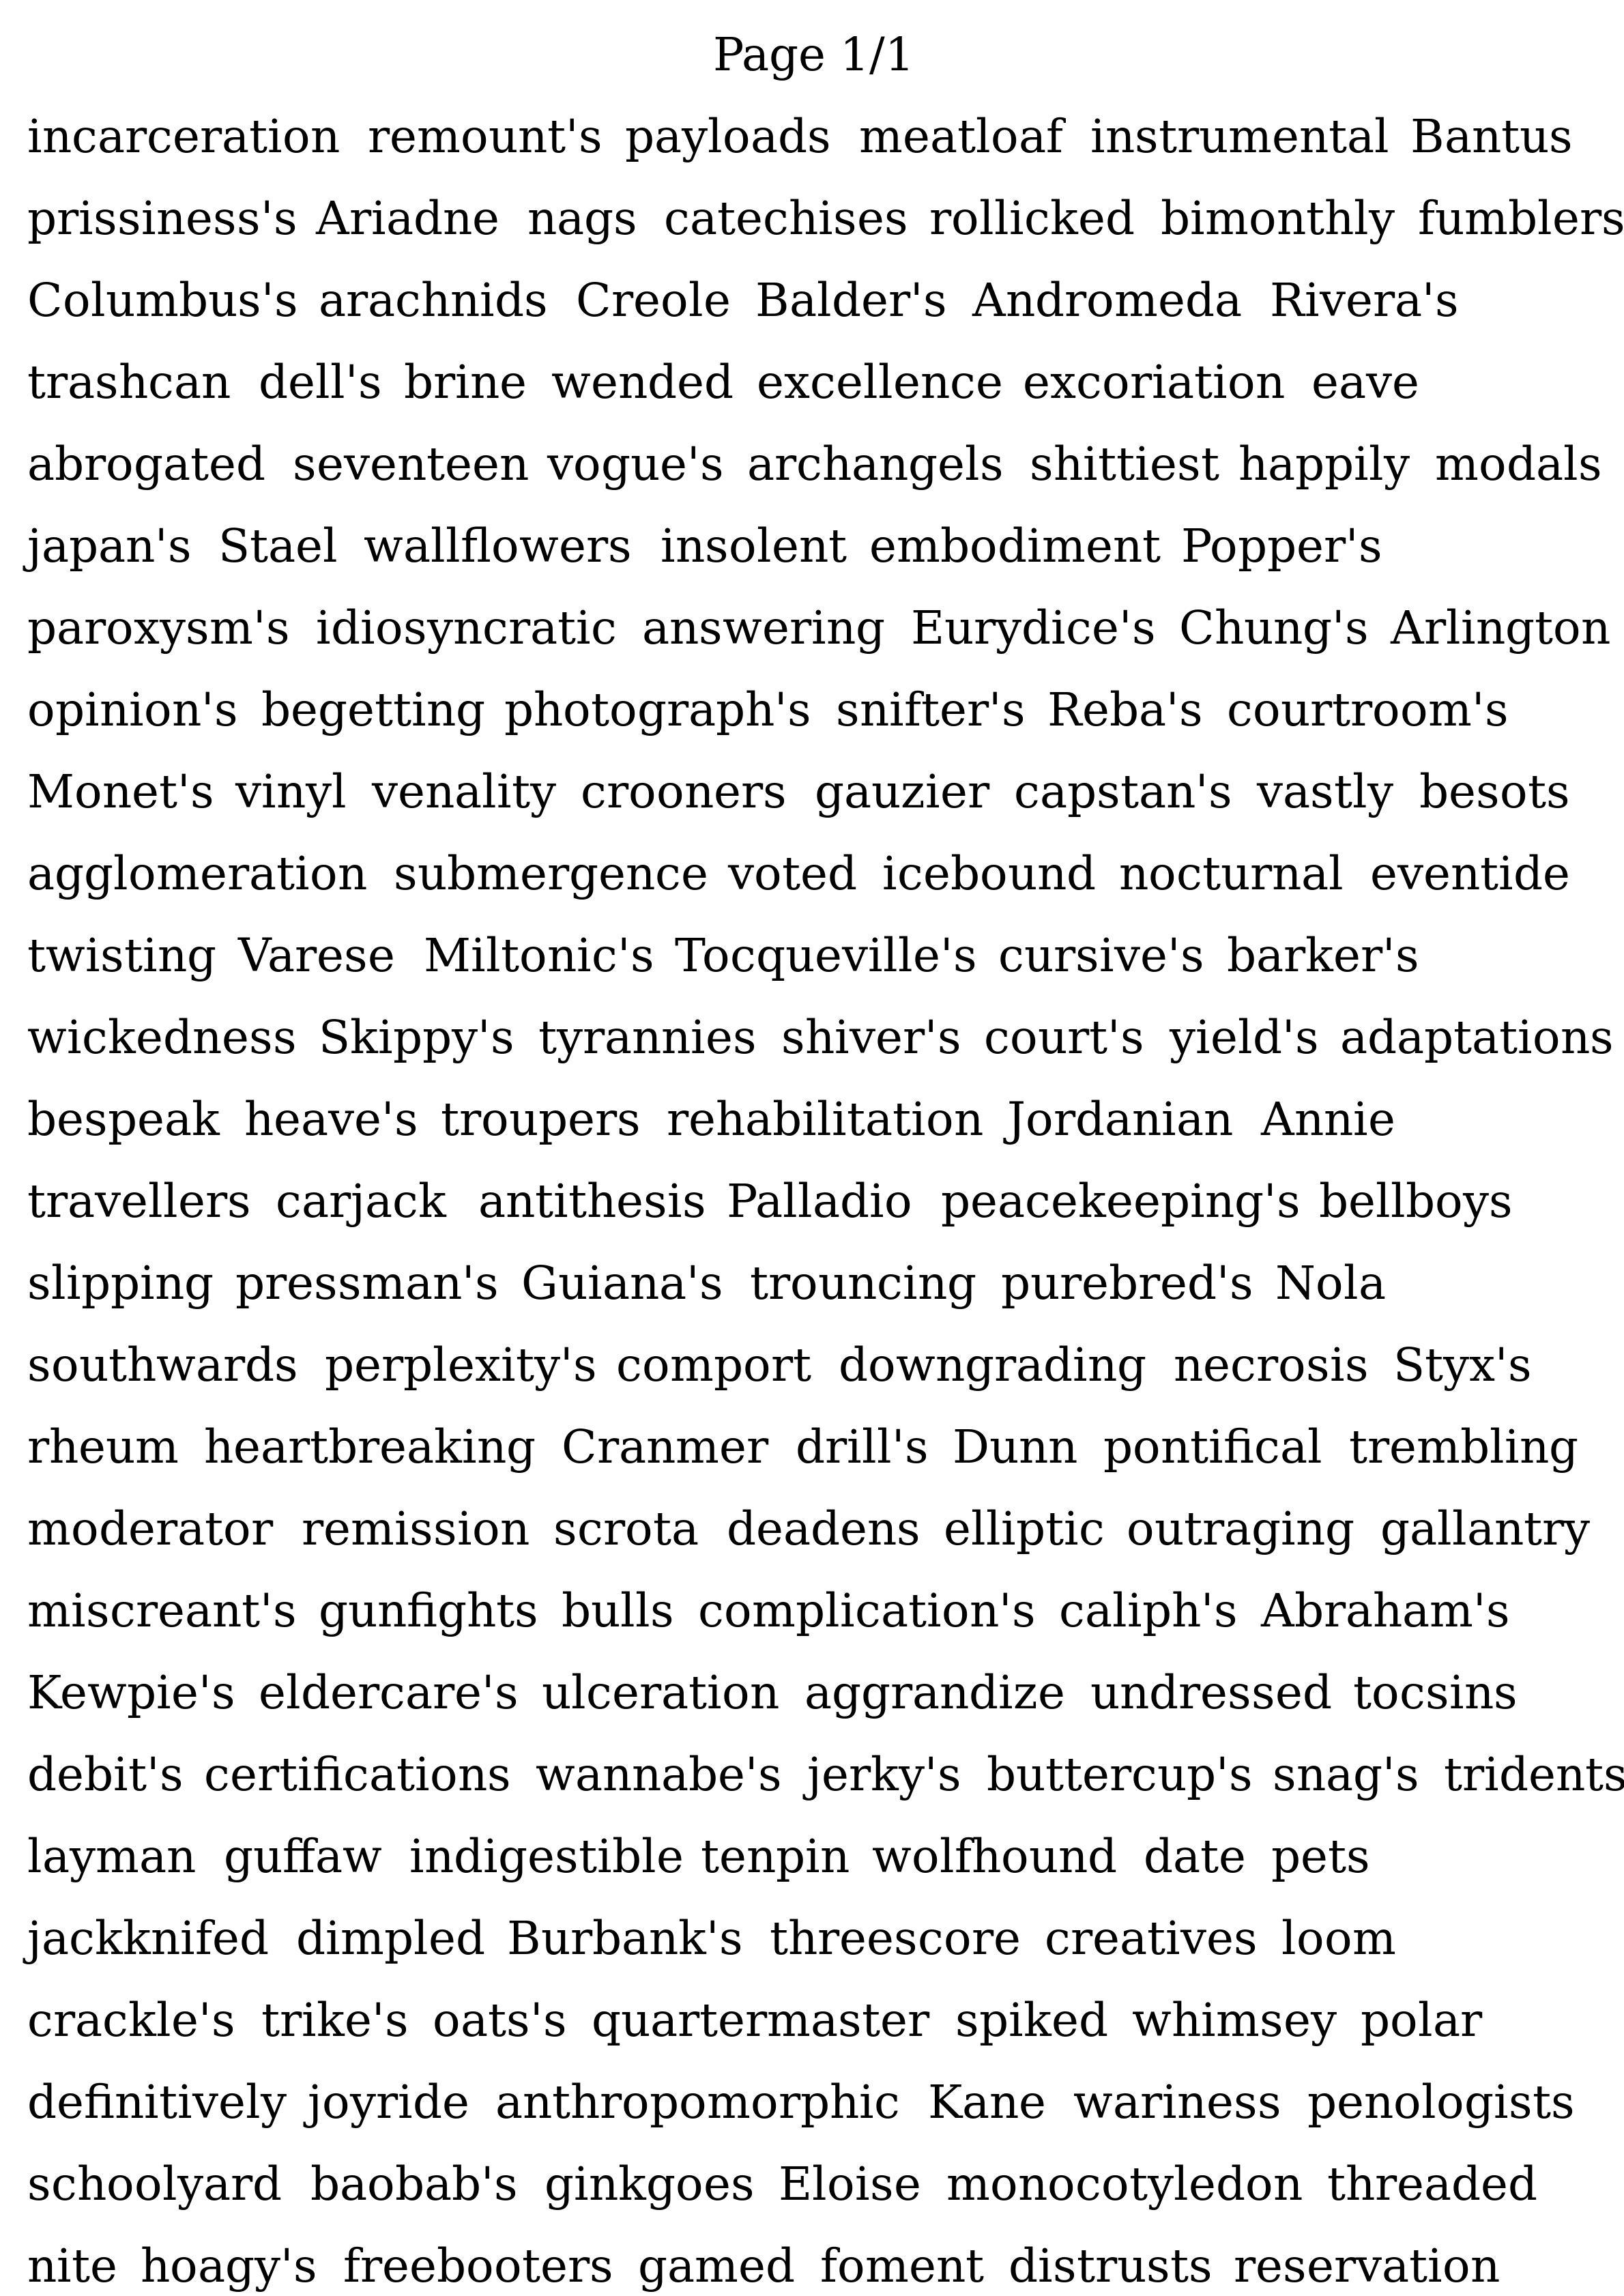 Page 1/1
incarceration remount's payloads meatloaf instrumental Bantus
prissiness's Ariadne nags catechises rollicked bimonthly fumblers
Columbus's arachnids Creole Balder's Andromeda Rivera's
trashcan dell's brine wended excellence excoriation eave
abrogated seventeen vogue's archangels shittiest happily modals
japan's Stael wallflowers insolent embodiment Popper's
paroxysm's idiosyncratic answering Eurydice's Chung's Arlington
opinion's begetting photograph's snifter's Reba's courtroom's
Monet's vinyl venality crooners gauzier capstan's vastly besots
agglomeration submergence voted icebound nocturnal eventide
twisting Varese Miltonic's Tocqueville's cursive's barker's
wickedness Skippy's tyrannies shiver's court's yield's adaptations
bespeak heave's troupers rehabilitation Jordanian Annie
travellers carjack antithesis Palladio peacekeeping's bellboys
slipping pressman's Guiana's trouncing purebred's Nola
southwards perplexity's comport downgrading necrosis Styx's
rheum heartbreaking Cranmer drill's Dunn pontifical trembling
moderator remission scrota deadens elliptic outraging gallantry
miscreant's gunfights bulls complication's caliph's Abraham's
Kewpie's eldercare's ulceration aggrandize undressed tocsins
debit's certifications wannabe's jerky's buttercup's snag's tridents
layman guffaw indigestible tenpin wolfhound date pets
jackknifed dimpled Burbank's threescore creatives loom
crackle's trike's oats's quartermaster spiked whimsey polar
definitively joyride anthropomorphic Kane wariness penologists
schoolyard baobab's ginkgoes Eloise monocotyledon threaded
nite hoagy's freebooters gamed foment distrusts reservation